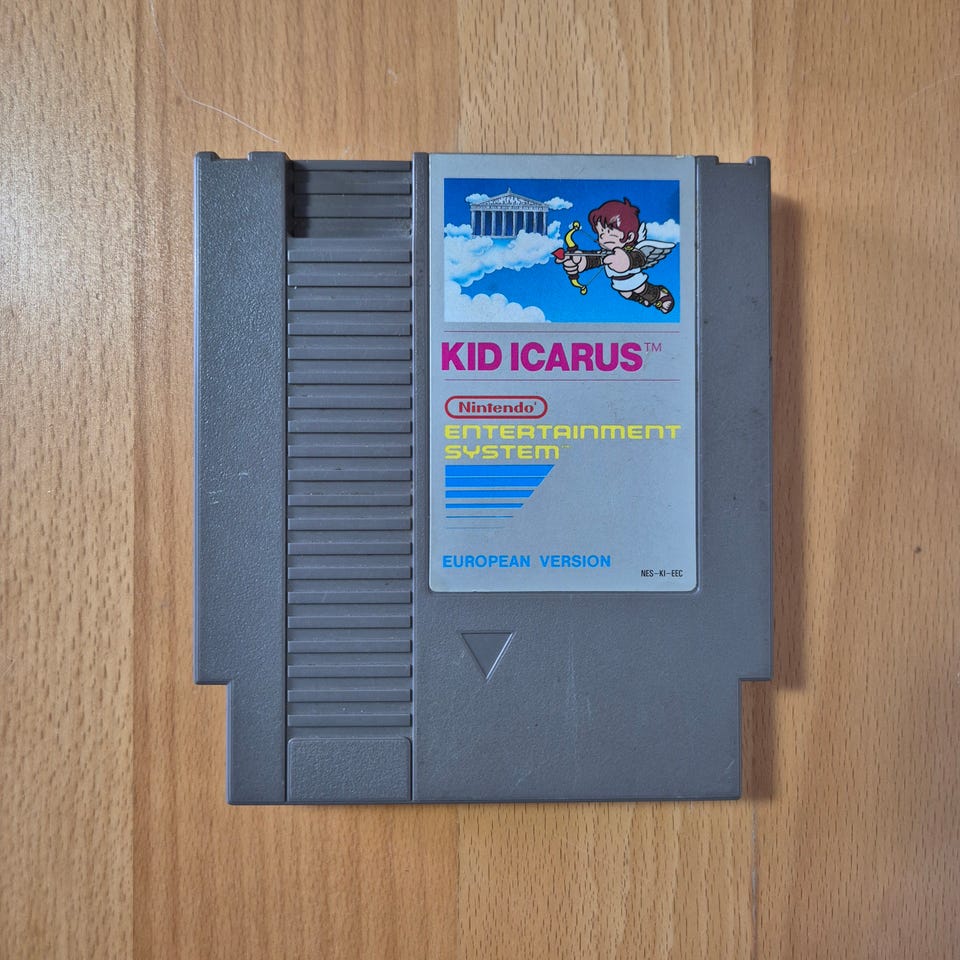 KID ICARUS™
Nintendo®
ENTERTAINMENT
SYSTEM™
EUROPEAN VERSION
NES-KI-EEC